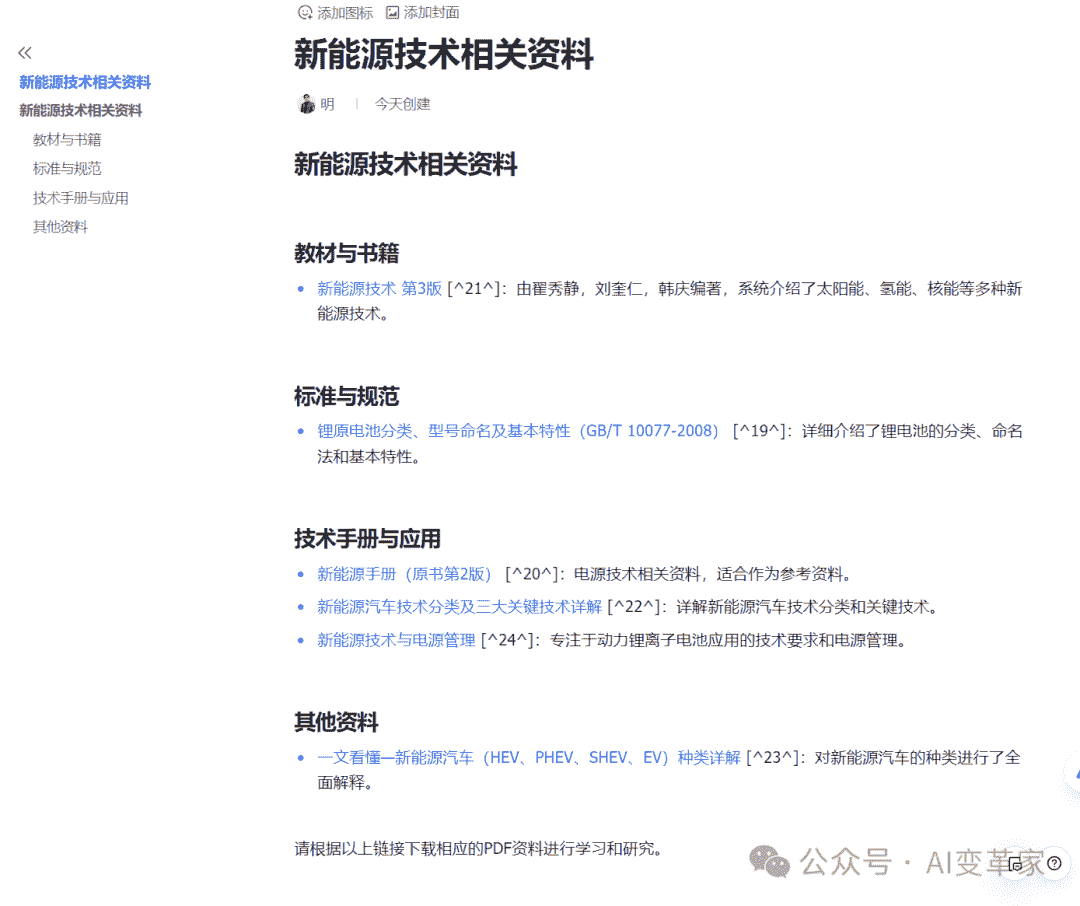 添加图标 添加封面
新能源技术相关资料
明 | 今天创建
新能源技术相关资料
新能源技术相关资料
教材与书籍
标准与规范
技术手册与应用
其他资料
新能源技术相关资料
教材与书籍
• 新能源技术 第3版 [^21^]：由翟秀静，刘奎仁，韩庆编著，系统介绍了太阳能、氢能、核能等多种新
能源技术。
标准与规范
• 锂原电池分类、型号命名及基本特性（GB/T 10077-2008） [^19^]：详细介绍了锂电池的分类、命名
法和基本特性。
技术手册与应用
• 新能源手册（原书第2版） [^20^]：电源技术相关资料，适合作为参考资料。
• 新能源汽车技术分类及三大关键技术详解 [^22^]：详解新能源汽车技术分类和关键技术。
• 新能源技术与电源管理 [^24^]：专注于动力锂离子电池应用的技术要求和电源管理。
其他资料
• 一文看懂—新能源汽车（HEV、PHEV、SHEV、EV）种类详解 [^23^]：对新能源汽车的种类进行了全
面解释。
请根据以上链接下载相应的PDF资料进行学习和研究。
公众号 · AI变革家